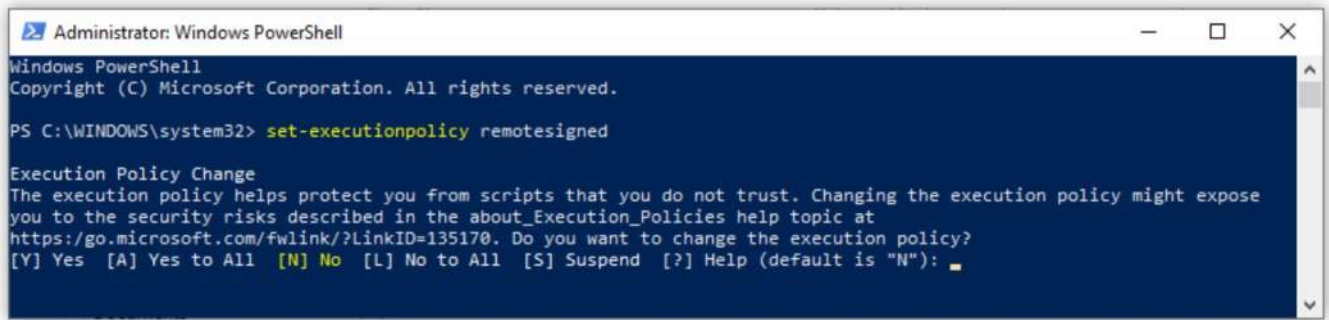 Administrator: Windows PowerShell
Windows PowerShell
Copyright (C) Microsoft Corporation. All rights reserved.
PS C:\WINDOWS\system32> set-executionpolicy remotesigned
Execution Policy Change
The execution policy helps protect you from scripts that you do not trust. Changing the execution policy might expose
you to the security risks described in the about_Execution_Policies help topic at
https:/go.microsoft.com/fwlink/?LinkID=135170. Do you want to change the execution policy?
[Y] Yes  [A] Yes to All  [N] No  [L] No to All  [S] Suspend  [?] Help (default is "N"):